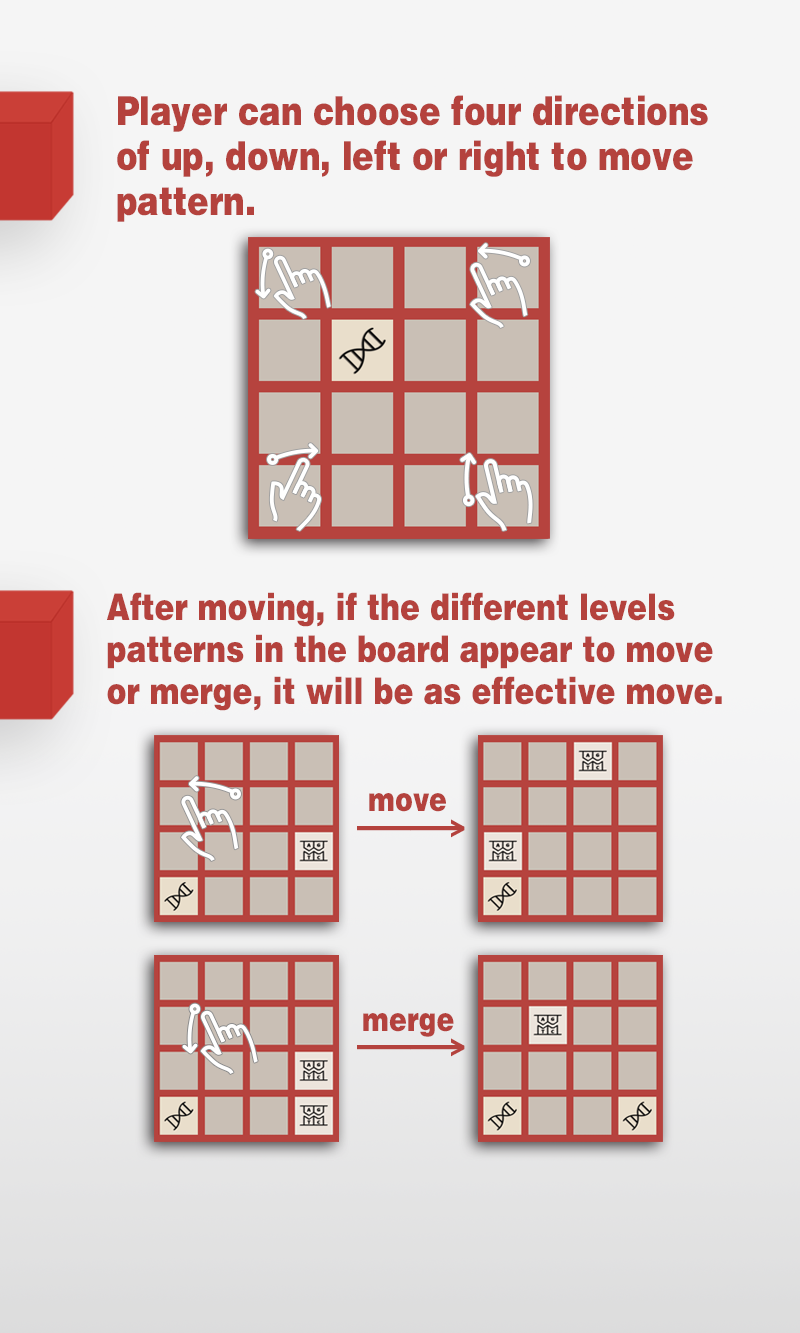 Player can choose four directions
of up, down, left or right to move
pattern.
After moving, if the different levels
patterns in the board appear to move
or merge, it will be as effective move.
move
merge